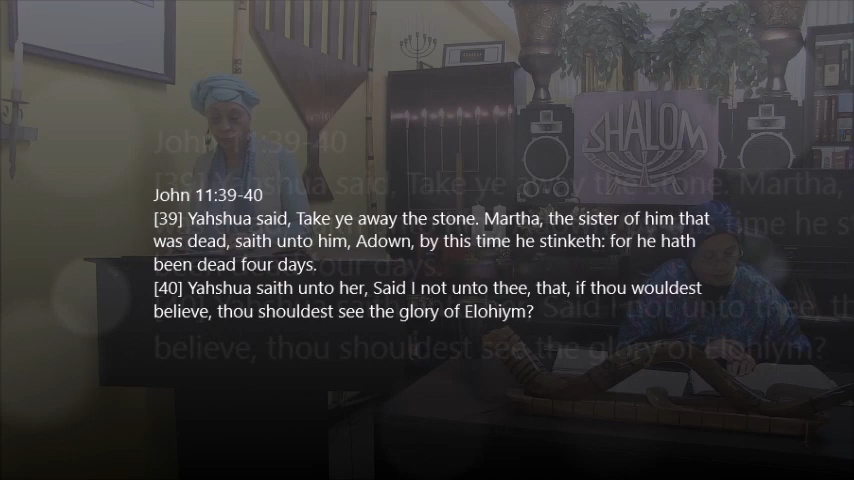 SHALOM
John 11:39-40
[39] Yahshua said, Take ye away the stone. Martha, the sister of him that
was dead, saith unto him, Adown, by this time he stinketh: for he hath
been dead four days.
[40] Yahshua saith unto her, Said I not unto thee, that, if thou wouldest
believe, thou shouldest see the glory of Elohiym?